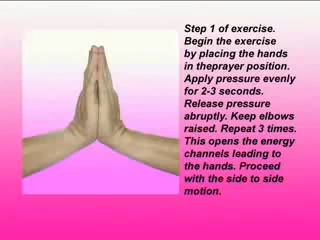 Step 1 of exercise.
Begin the exercise
by placing the hands
in theprayer position.
Apply pressure evenly
for 2-3 seconds.
Release pressure
abruptly. Keep elbows
raised. Repeat 3 times.
This opens the energy
channels leading to
the hands. Proceed
with the side to side
motion.